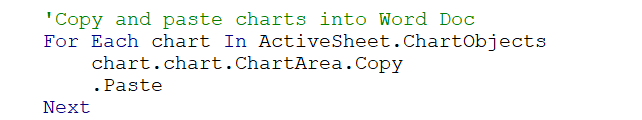 'Copy and paste charts into Word Doc
For Each chart In ActiveSheet.ChartObjects
    chart.chart.ChartArea.Copy
    .Paste
Next